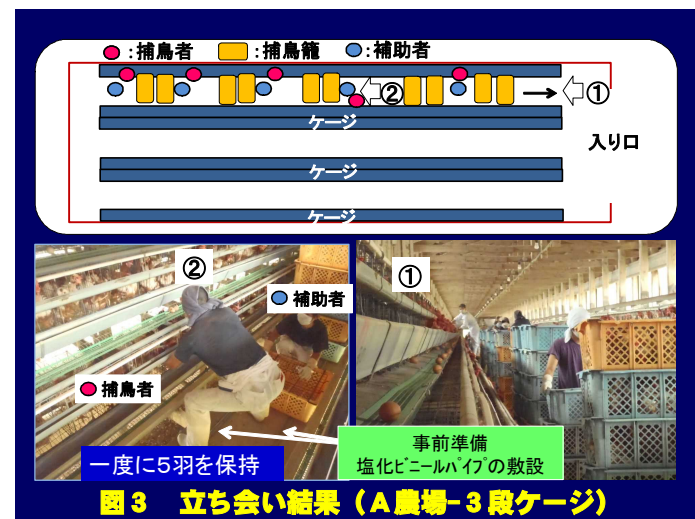 ●:捕鳥者 :捕鳥籠 ●:補助者
② ①
ケージ
入り口
ケージ
ケージ
②
●補助者
●捕鳥者
一度に5羽を保持
①
事前準備
塩化ビニールパイプの敷設
図3 立ち会い結果(A農場-3段ケージ)